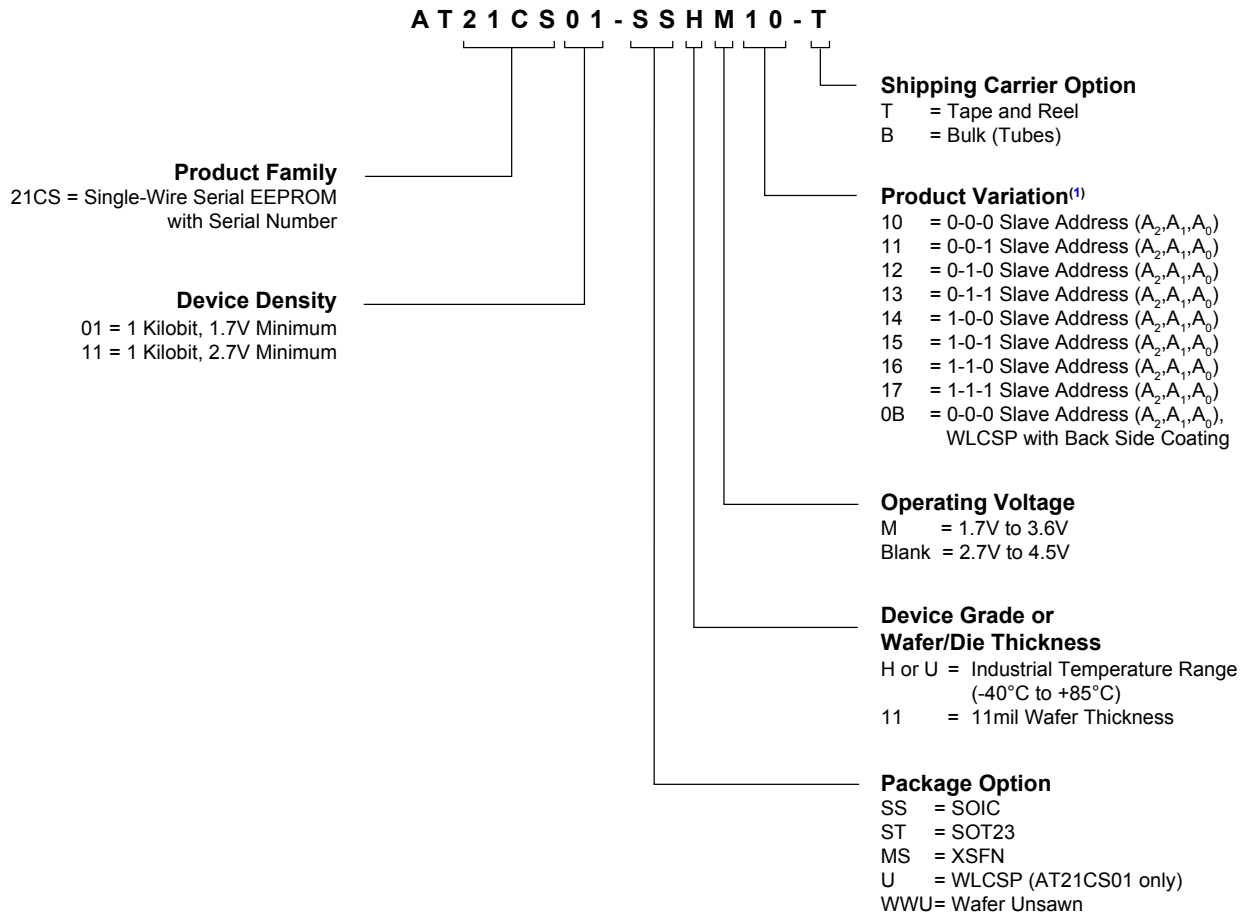 AT21CS01-SSHM10-T
Shipping Carrier Option
T = Tape and Reel
B = Bulk (Tubes)
Product Family
21CS = Single-Wire Serial EEPROM
with Serial Number
Product Variation(1)
10 = 0-0-0 Slave Address (A2,A1,A0)
11 = 0-0-1 Slave Address (A2,A1,A0)
12 = 0-1-0 Slave Address (A2,A1,A0)
13 = 0-1-1 Slave Address (A2,A1,A0)
14 = 1-0-0 Slave Address (A2,A1,A0)
15 = 1-0-1 Slave Address (A2,A1,A0)
16 = 1-1-0 Slave Address (A2,A1,A0)
17 = 1-1-1 Slave Address (A2,A1,A0)
0B = 0-0-0 Slave Address (A2,A1,A0),
WLCSP with Back Side Coating
Device Density
01 = 1 Kilobit, 1.7V Minimum
11 = 1 Kilobit, 2.7V Minimum
Operating Voltage
M = 1.7V to 3.6V
Blank = 2.7V to 4.5V
Device Grade or
Wafer/Die Thickness
H or U = Industrial Temperature Range
(-40°C to +85°C)
11 = 11mil Wafer Thickness
Package Option
SS = SOIC
ST = SOT23
MS = XSFN
U = WLCSP (AT21CS01 only)
WWU= Wafer Unsawn